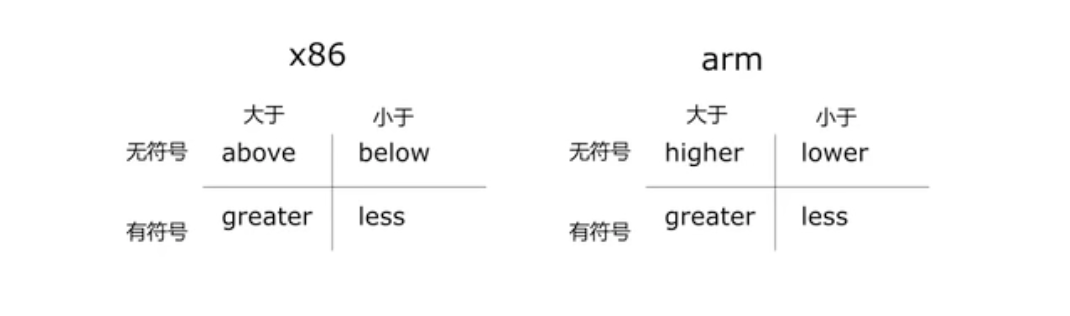 x86
大于 小于
无符号 above below
有符号 greater less
arm
大于 小于
无符号 higher lower
有符号 greater less